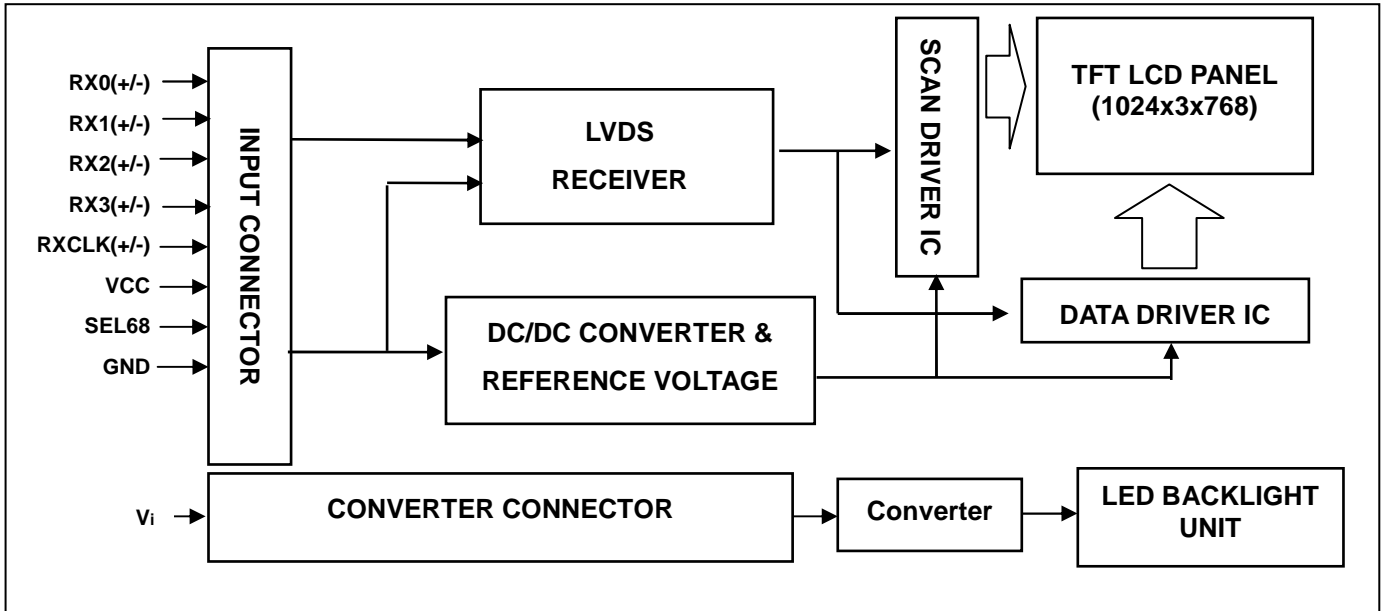 RX0(+/-)
RX1(+/-)
RX2(+/-)
RX3(+/-)
RXCLK(+/-)
VCC
SEL68
GND
INPUT CONNECTOR
LVDS
RECEIVER
DC/DC CONVERTER &
REFERENCE VOLTAGE
SCAN DRIVER IC
TFT LCD PANEL
(1024x3x768)
DATA DRIVER IC
Vi
CONVERTER CONNECTOR
Converter
LED BACKLIGHT
UNIT